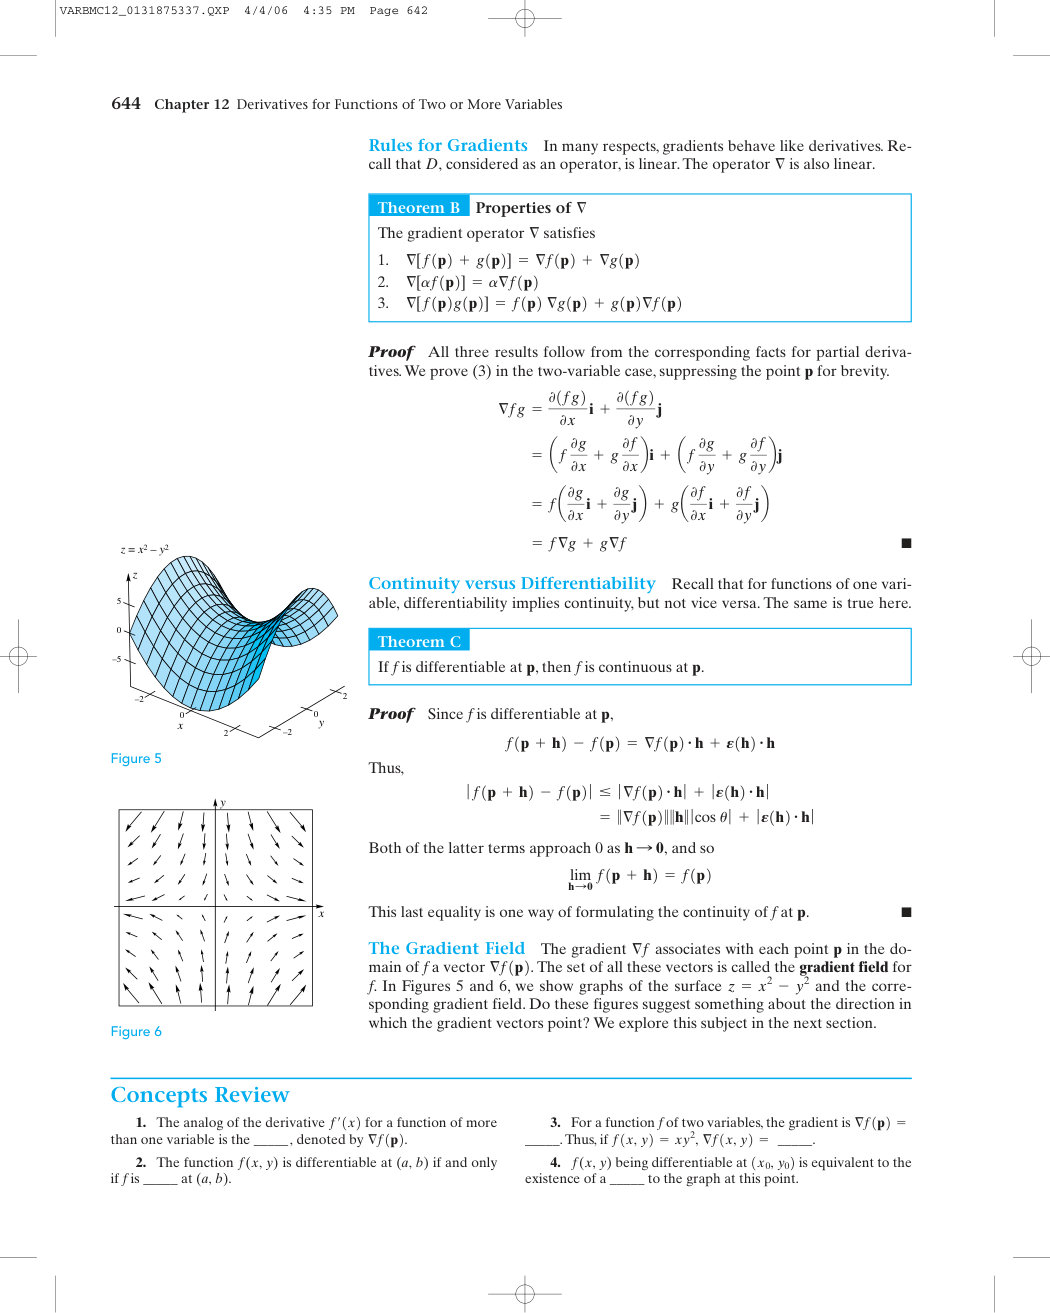 VARBMC12_0131875337.QXP 4/4/06 4:35 PM Page 642
644 Chapter 12 Derivatives for Functions of Two or More Variables
Rules for Gradients In many respects, gradients behave like derivatives. Re-
call that D, considered as an operator, is linear. The operator ∇ is also linear.
Theorem B Properties of ∇
The gradient operator ∇ satisfies
1. ∇[f(p) + g(p)] = ∇f(p) + ∇g(p)
2. ∇[αf(p)] = α∇f(p)
3. ∇[f(p)g(p)] = f(p) ∇g(p) + g(p)∇f(p)
Proof All three results follow from the corresponding facts for partial deriva-
tives. We prove (3) in the two-variable case, suppressing the point p for brevity.
∇fg = ∂(fg)/∂x i + ∂(fg)/∂y j
= (f ∂g/∂x + g ∂f/∂x)i + (f ∂g/∂y + g ∂f/∂y)j
= f(∂g/∂x i + ∂g/∂y j) + g(∂f/∂x i + ∂f/∂y j)
= f∇g + g∇f ■
z = x² – y²
z
5
0
–5
–2
0
x
2
–2
0
y
2
Figure 5
Continuity versus Differentiability Recall that for functions of one vari-
able, differentiability implies continuity, but not vice versa. The same is true here.
Theorem C
If f is differentiable at p, then f is continuous at p.
Proof Since f is differentiable at p,
f(p + h) − f(p) = ∇f(p) · h + ε(h) · h
Thus,
|f(p + h) − f(p)| ≤ |∇f(p) · h| + |ε(h) · h|
= ‖∇f(p)‖‖h‖|cos θ| + |ε(h) · h|
Both of the latter terms approach 0 as h → 0, and so
lim h→0 f(p + h) = f(p)
This last equality is one way of formulating the continuity of f at p. ■
y
x
Figure 6
The Gradient Field The gradient ∇f associates with each point p in the do-
main of f a vector ∇f(p). The set of all these vectors is called the gradient field for
f. In Figures 5 and 6, we show graphs of the surface z = x² − y² and the corre-
sponding gradient field. Do these figures suggest something about the direction in
which the gradient vectors point? We explore this subject in the next section.
Concepts Review
1. The analog of the derivative f′(x) for a function of more
than one variable is the _____, denoted by ∇f(p).
2. The function f(x, y) is differentiable at (a, b) if and only
if f is _____ at (a, b).
3. For a function f of two variables, the gradient is ∇f(p) =
_____. Thus, if f(x, y) = xy², ∇f(x, y) = _____.
4. f(x, y) being differentiable at (x₀, y₀) is equivalent to the
existence of a _____ to the graph at this point.